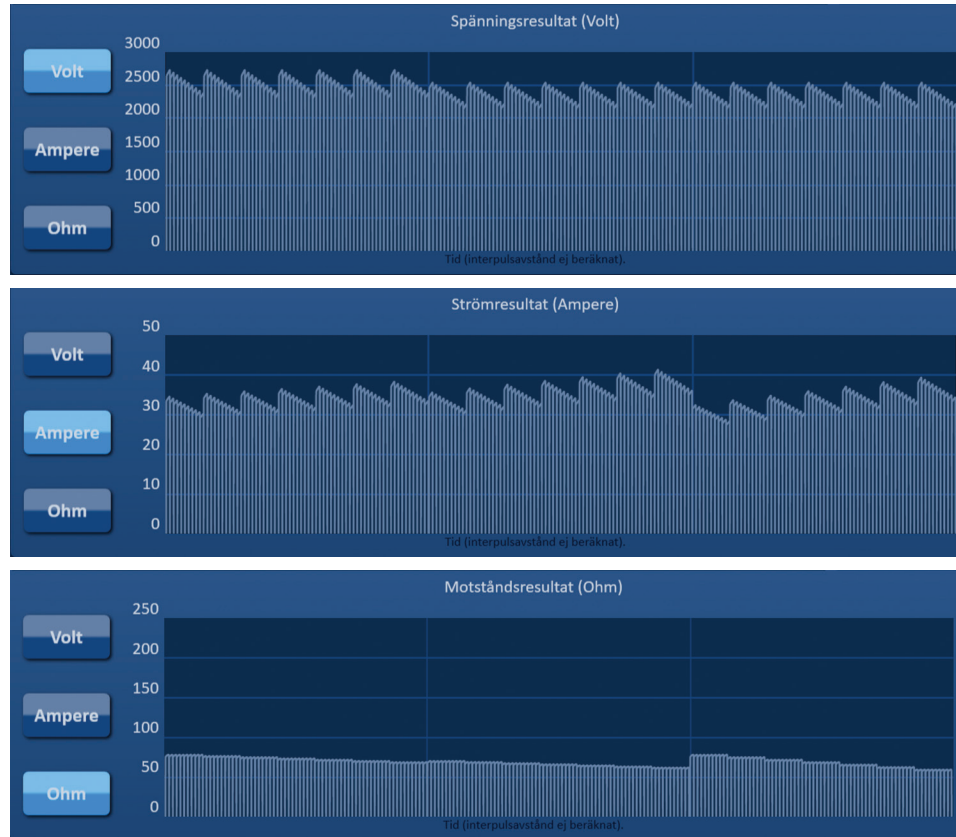 Spänningsresultat (Volt)
Volt
Ampere
Ohm
3000
2500
2000
1500
1000
500
0
Tid (interpulsavstånd ej beräknat).
Strömresultat (Ampere)
Volt
Ampere
Ohm
50
40
30
20
10
0
Tid (interpulsavstånd ej beräknat).
Motståndsresultat (Ohm)
Volt
Ampere
Ohm
250
200
150
100
50
0
Tid (interpulsavstånd ej beräknat).